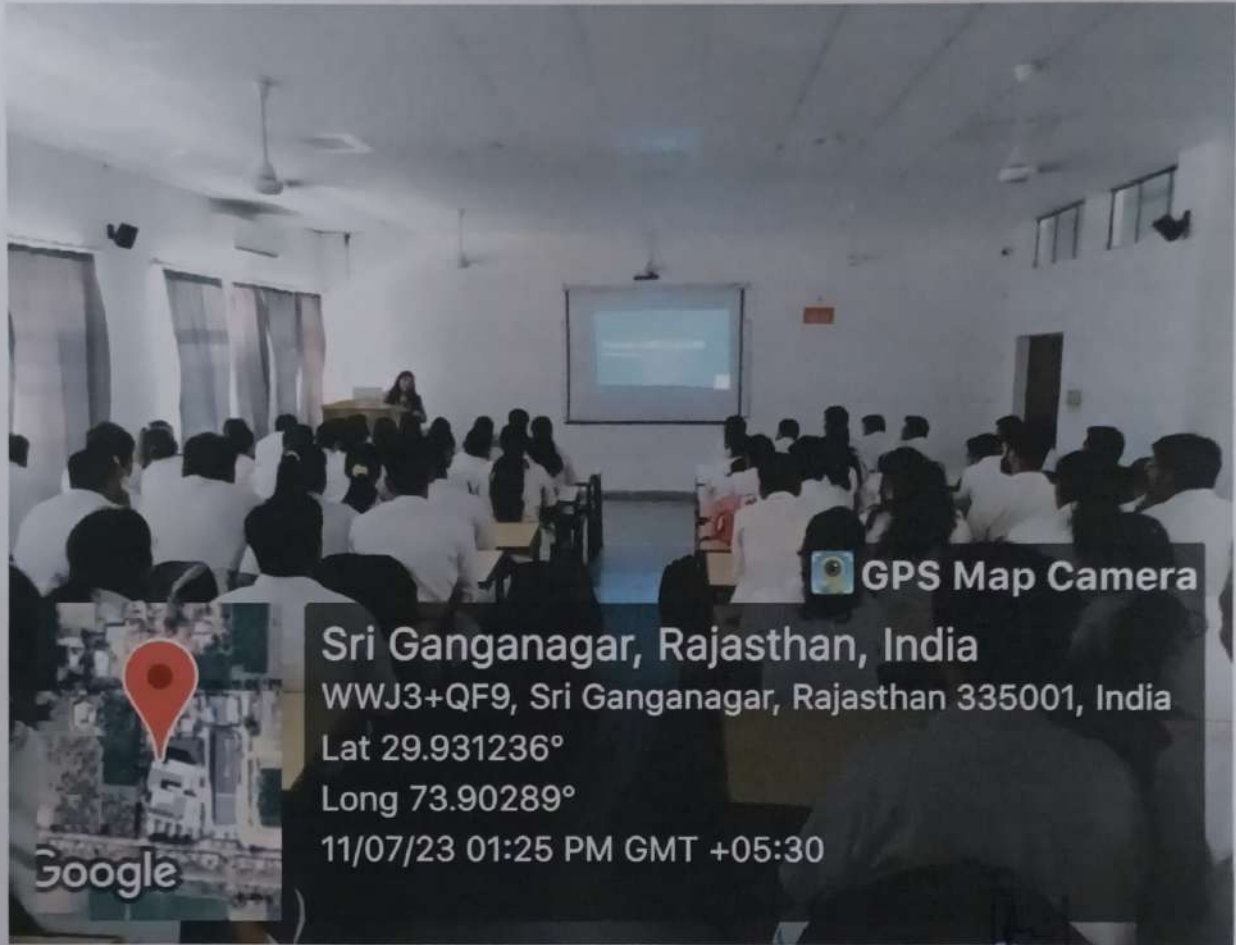 GPS Map Camera
Sri Ganganagar, Rajasthan, India
WWJ3+QF9, Sri Ganganagar, Rajasthan 335001, India
Lat 29.931236°
Long 73.90289°
11/07/23 01:25 PM GMT +05:30
Google